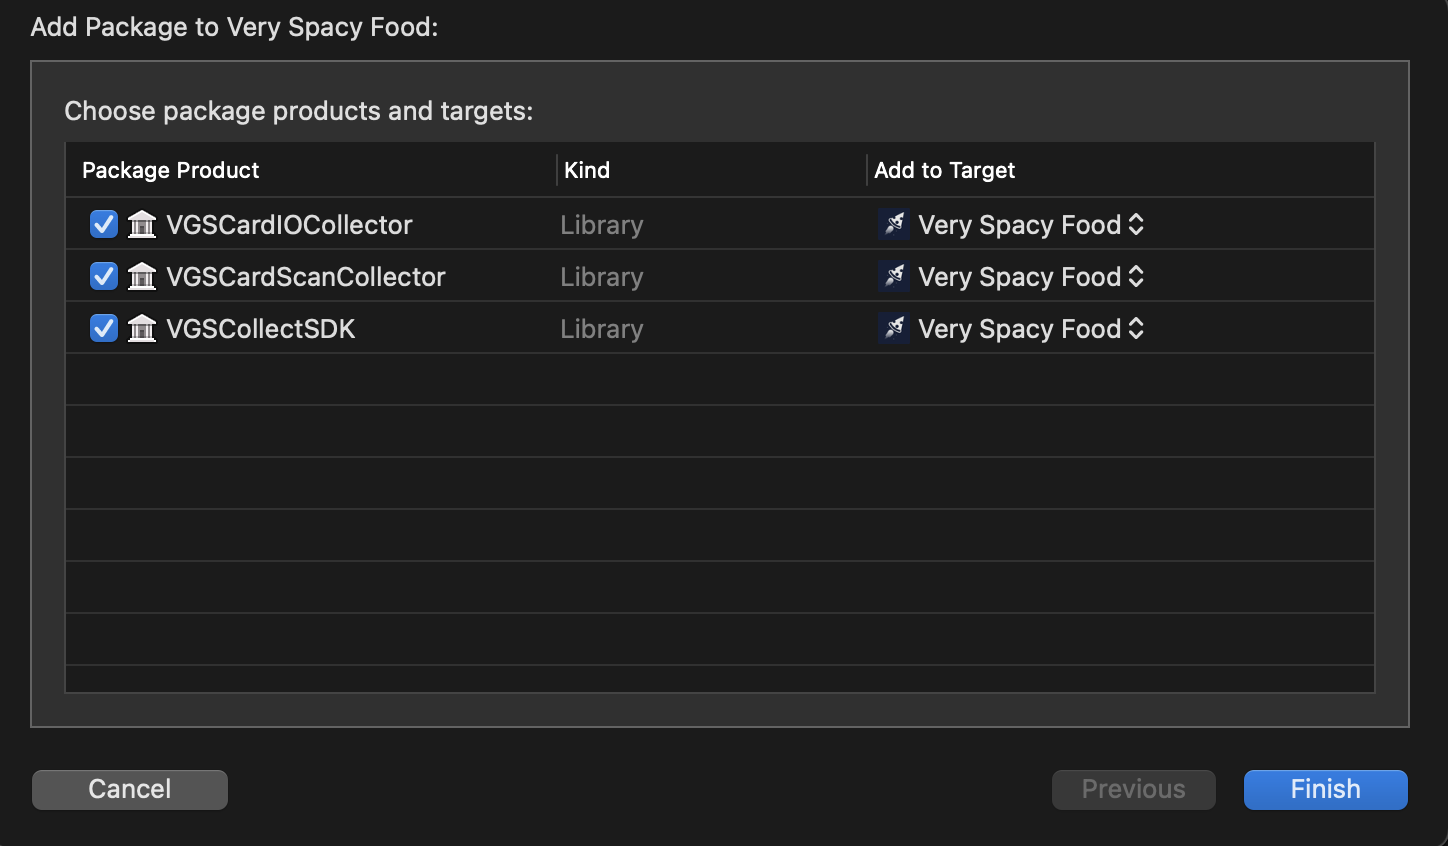 Add Package to Very Spacy Food:
Choose package products and targets:
Package Product Kind Add to Target
VGSCardIOCollector Library Very Spacy Food
VGSCardScanCollector Library Very Spacy Food
VGSCollectSDK Library Very Spacy Food
Cancel Previous Finish